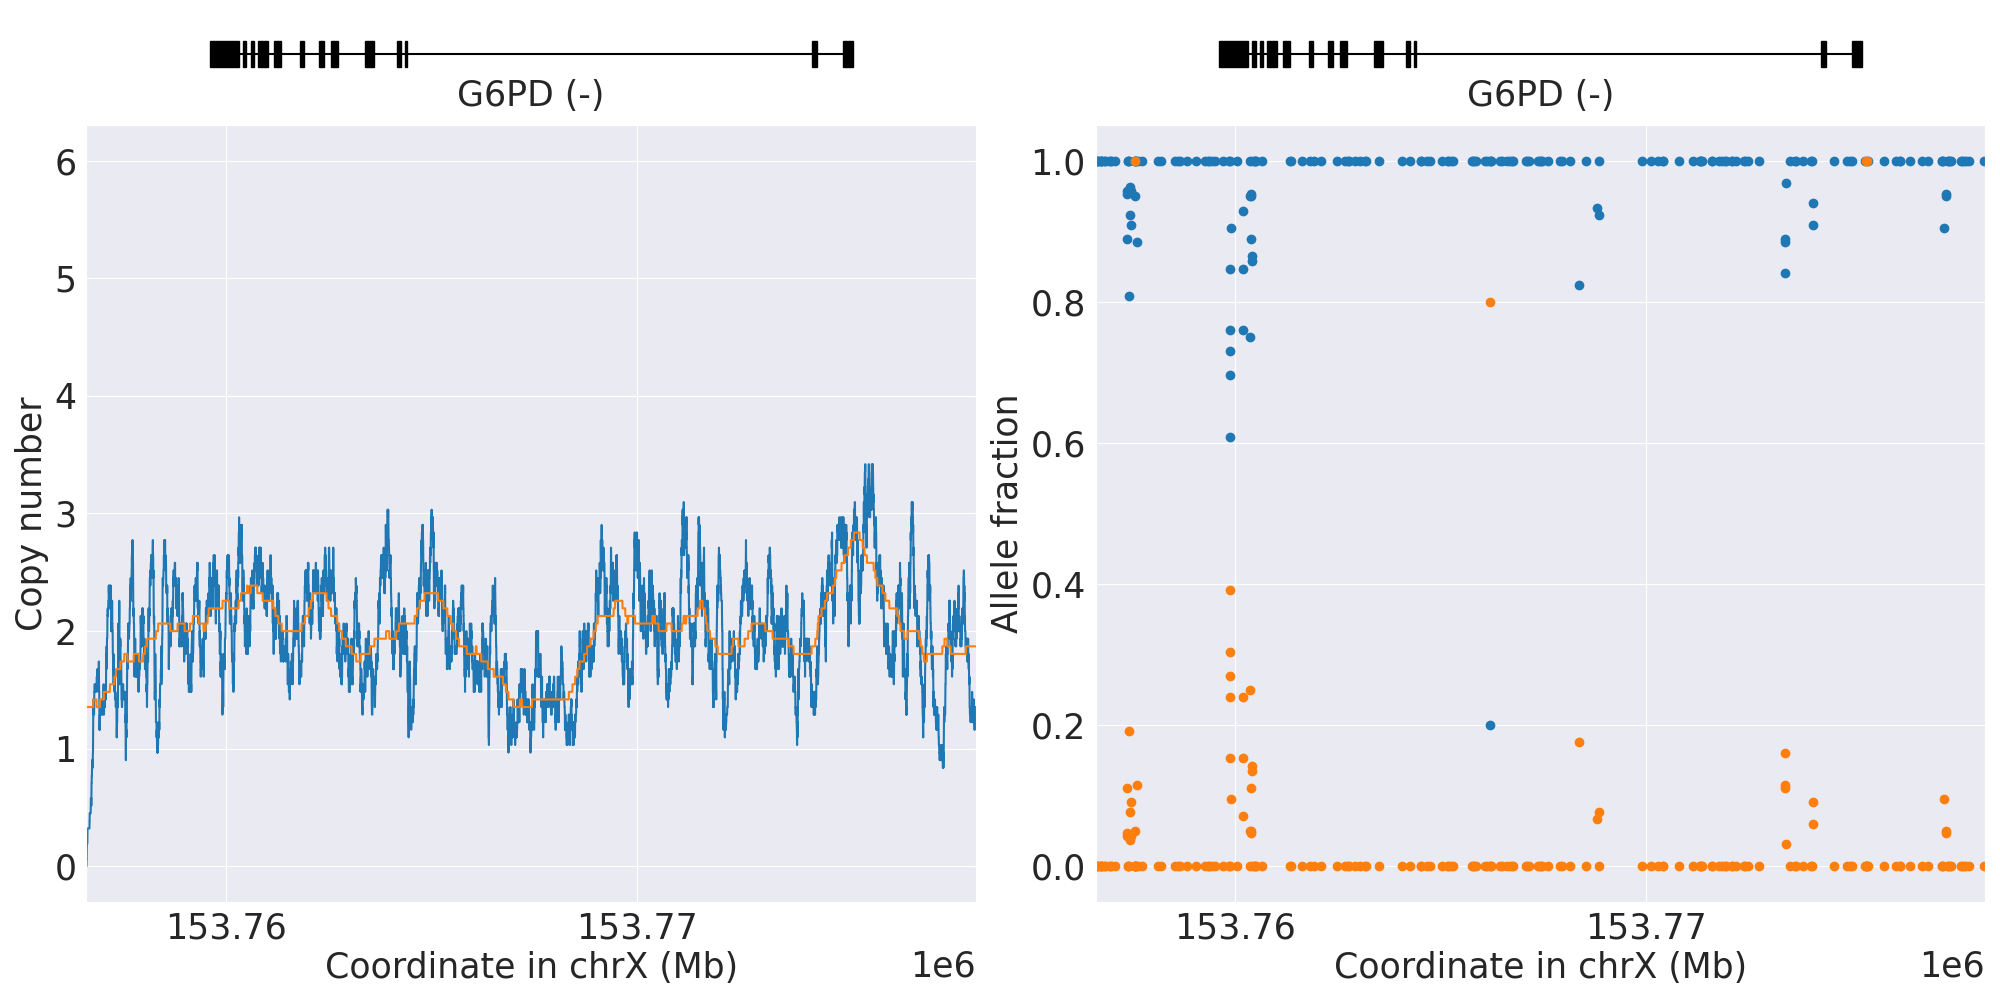 G6PD (-)
6
5
4
3
2
1
0
Copy number
153.76
153.77
Coordinate in chrX (Mb)
1e6
G6PD (-)
1.0
0.8
0.6
0.4
0.2
0.0
Allele fraction
153.76
153.77
Coordinate in chrX (Mb)
1e6